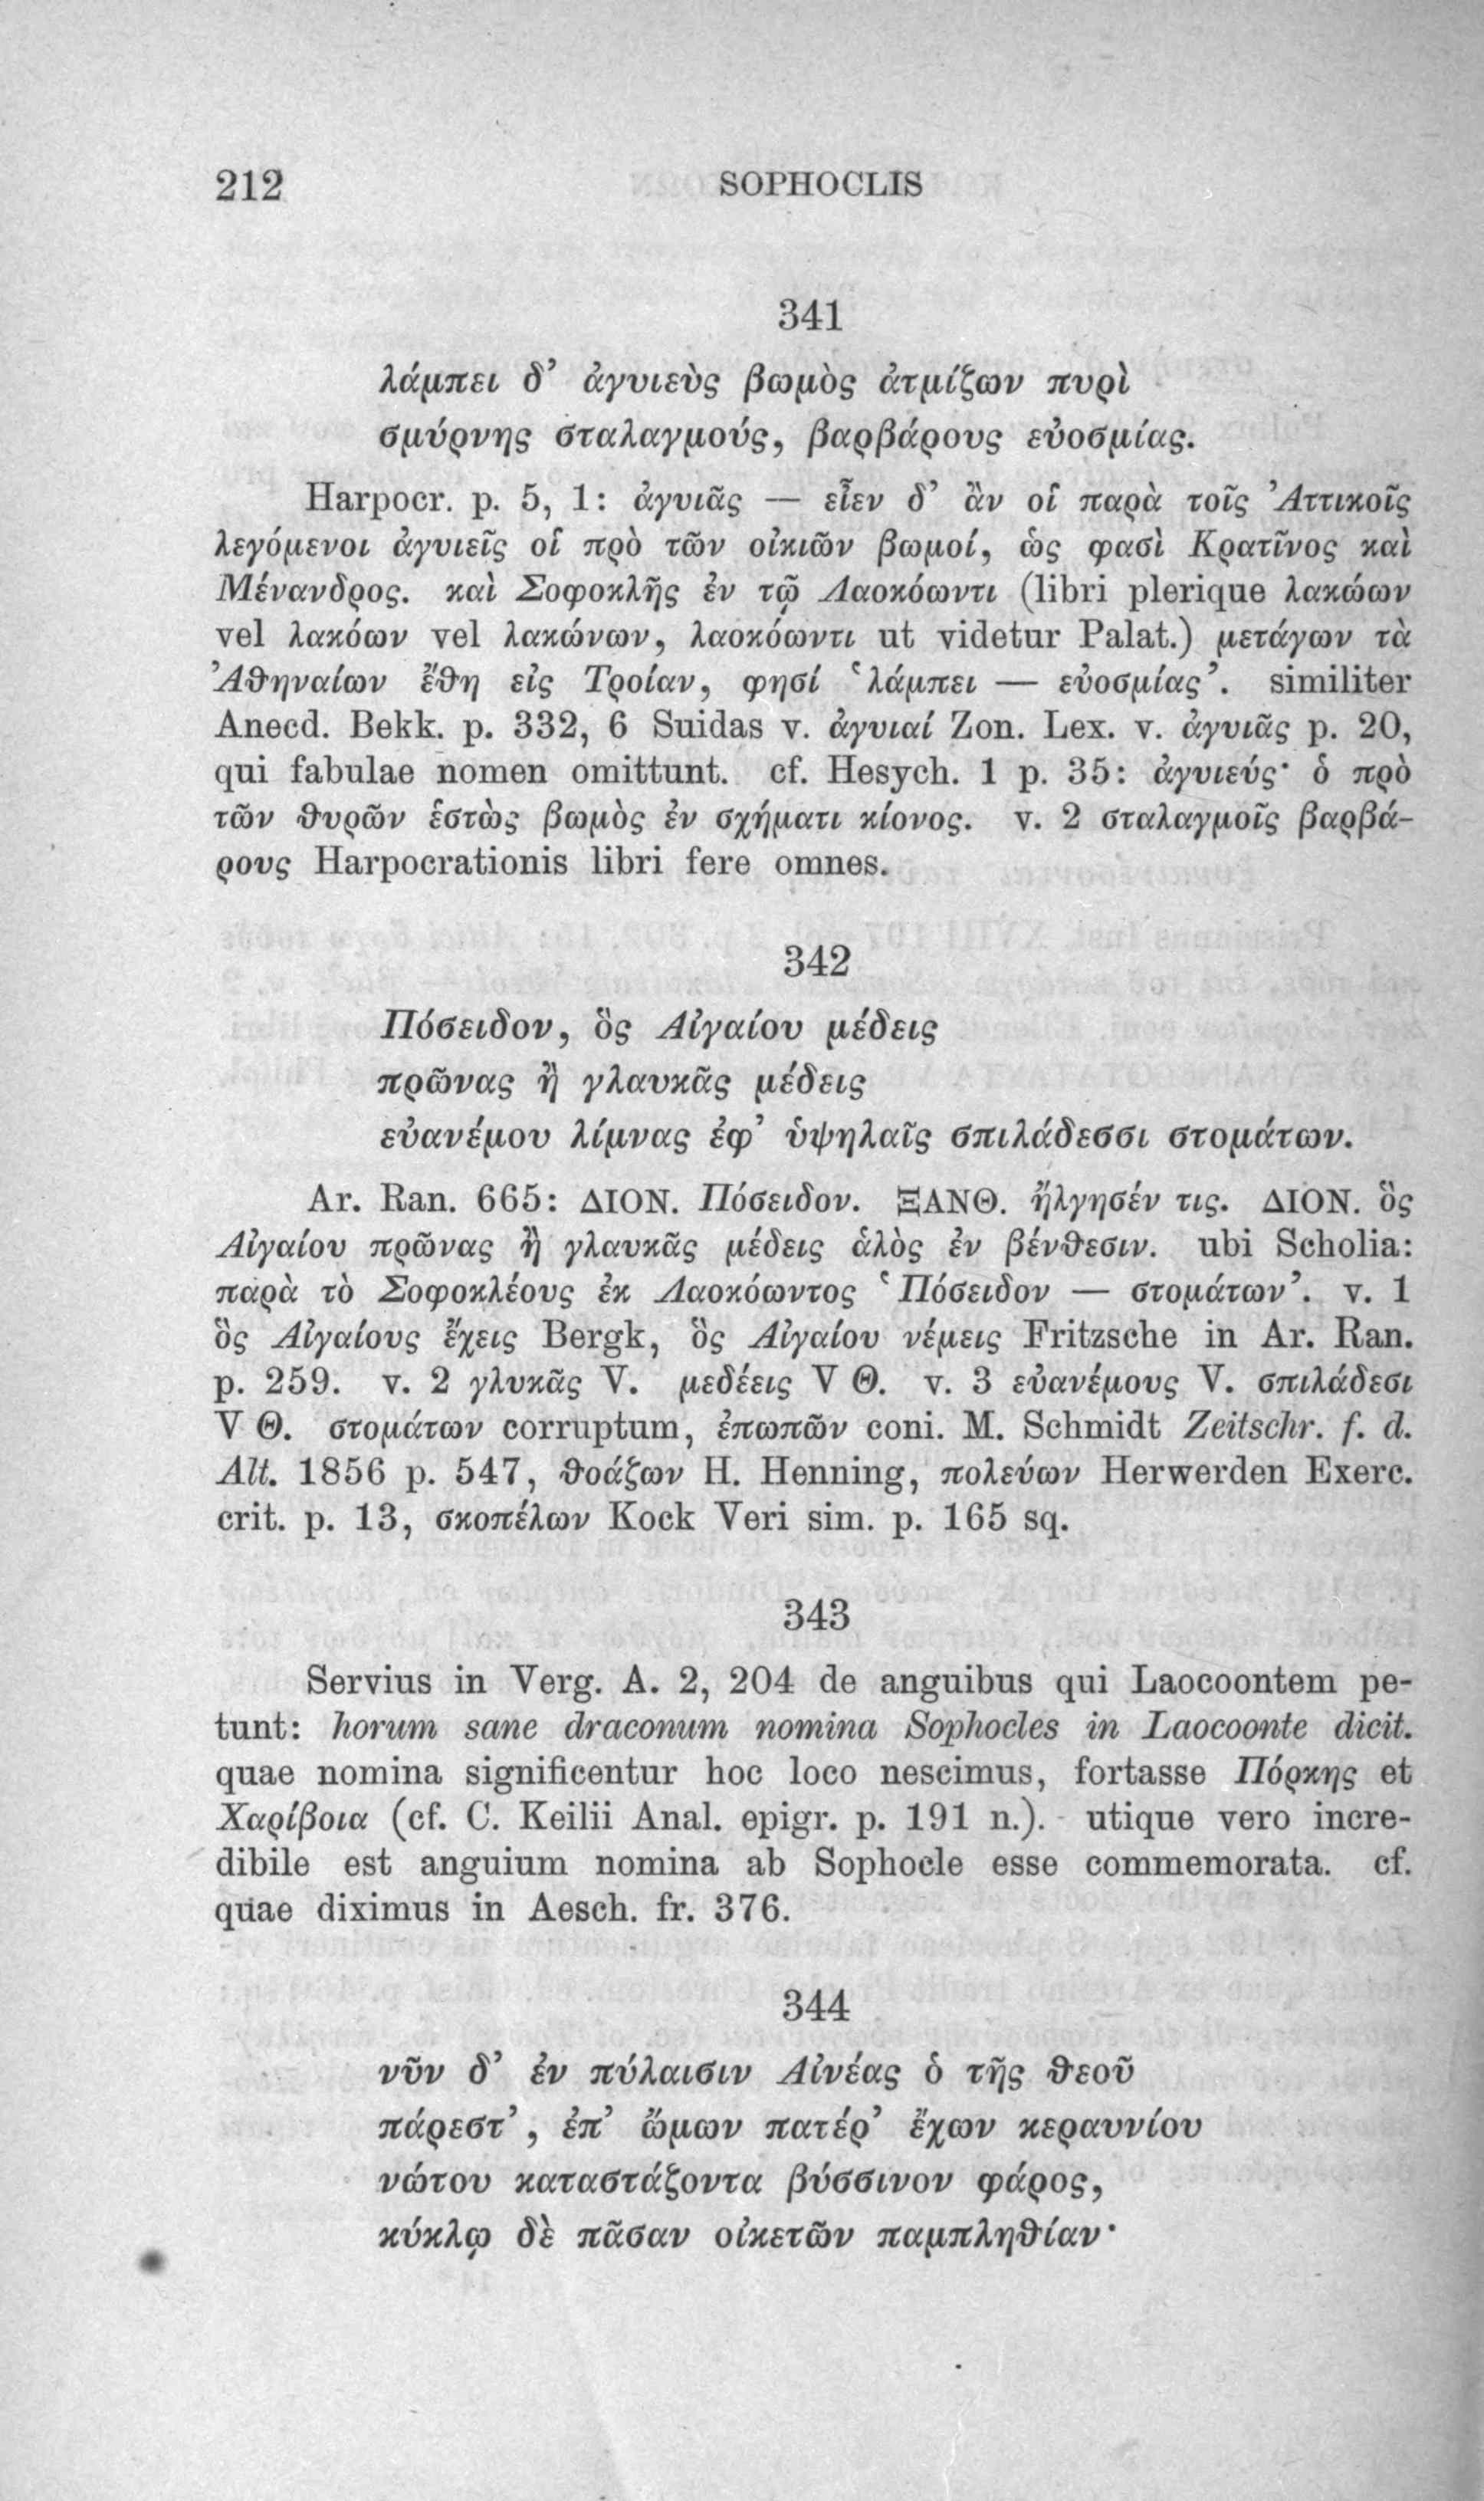 212
SOPHOCLIS
341
λάμπει δ’ ἀγυιεὺς βωμὸς ἀτμίζων πυρὶ
σμύρνης σταλαγμούς, βαρβάρους εὐοσμίας.
Harpocr. p. 5, 1: ἀγυιᾶς — εἶεν δ’ ἂν οἱ παρὰ τοῖς Ἀττικοῖς
λεγόμενοι ἀγυιεῖς οἱ πρὸ τῶν οἰκιῶν βωμοί, ὥς φασὶ Κρατῖνος καὶ
Μένανδρος. καὶ Σοφοκλῆς ἐν τῷ Λαοκόωντι (libri plerique λακώων
vel λακόων vel λακώνων, λαοκόωντι ut videtur Palat.) μετάγων τὰ
Ἀθηναίων ἔθη εἰς Τροίαν, φησί ‘λάμπει — εὐοσμίας’. similiter
Anecd. Bekk. p. 332, 6 Suidas v. ἀγυιαί Zon. Lex. v. ἀγυιᾶς p. 20,
qui fabulae nomen omittunt. cf. Hesych. 1 p. 35: ἀγυιεύς· ὁ πρὸ
τῶν θυρῶν ἑστὼς βωμὸς ἐν σχήματι κίονος. v. 2 σταλαγμοῖς βαρβά-
ρους Harpocrationis libri fere omnes.
342
Πόσειδον, ὃς Αἰγαίου μέδεις
πρῶνας ἢ γλαυκᾶς μέδεις
εὐανέμου λίμνας ἐφ’ ὑψηλαῖς σπιλάδεσσι στομάτων.
Ar. Ran. 665: ΔΙΟΝ. Πόσειδον. ΞΑΝΘ. ἤλγησέν τις. ΔΙΟΝ. ὃς
Αἰγαίου πρῶνας ἢ γλαυκᾶς μέδεις ἁλὸς ἐν βένθεσιν. ubi Scholia:
παρὰ τὸ Σοφοκλέους ἐκ Λαοκόωντος ‘Πόσειδον — στομάτων’. v. 1
ὃς Αἰγαίους ἔχεις Bergk, ὃς Αἰγαίου νέμεις Fritzsche in Ar. Ran.
p. 259. v. 2 γλυκᾶς V. μεδέεις V Θ. v. 3 εὐανέμους V. σπιλάδεσι
V Θ. στομάτων corruptum, ἐπωπῶν coni. M. Schmidt Zeitschr. f. d.
Alt. 1856 p. 547, θοάζων H. Henning, πολεύων Herwerden Exerc.
crit. p. 13, σκοπέλων Kock Veri sim. p. 165 sq.
343
Servius in Verg. A. 2, 204 de anguibus qui Laocoontem pe-
tunt: horum sane draconum nomina Sophocles in Laocoonte dicit.
quae nomina significentur hoc loco nescimus, fortasse Πόρκης et
Χαρίβοια (cf. C. Keilii Anal. epigr. p. 191 n.). utique vero incre-
dibile est anguium nomina ab Sophocle esse commemorata. cf.
quae diximus in Aesch. fr. 376.
344
νῦν δ’ ἐν πύλαισιν Αἰνέας ὁ τῆς θεοῦ
πάρεστ’, ἐπ’ ὤμων πατέρ’ ἔχων κεραυνίου
νώτου καταστάζοντα βύσσινον φάρος,
κύκλῳ δὲ πᾶσαν οἰκετῶν παμπληθίαν·